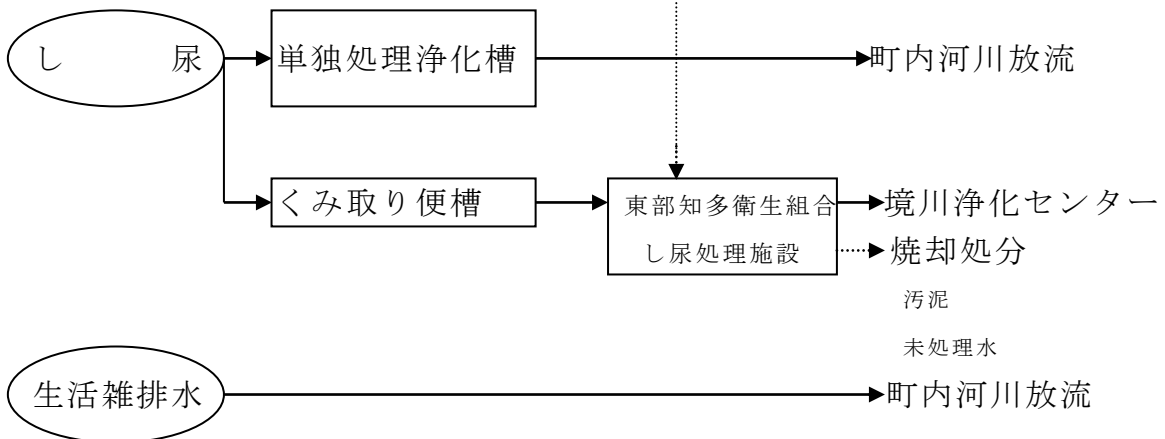 し　　　尿
単独処理浄化槽
町内河川放流
くみ取り便槽
東部知多衛生組合
し尿処理施設
境川浄化センター
焼却処分
汚泥
未処理水
生活雑排水
町内河川放流